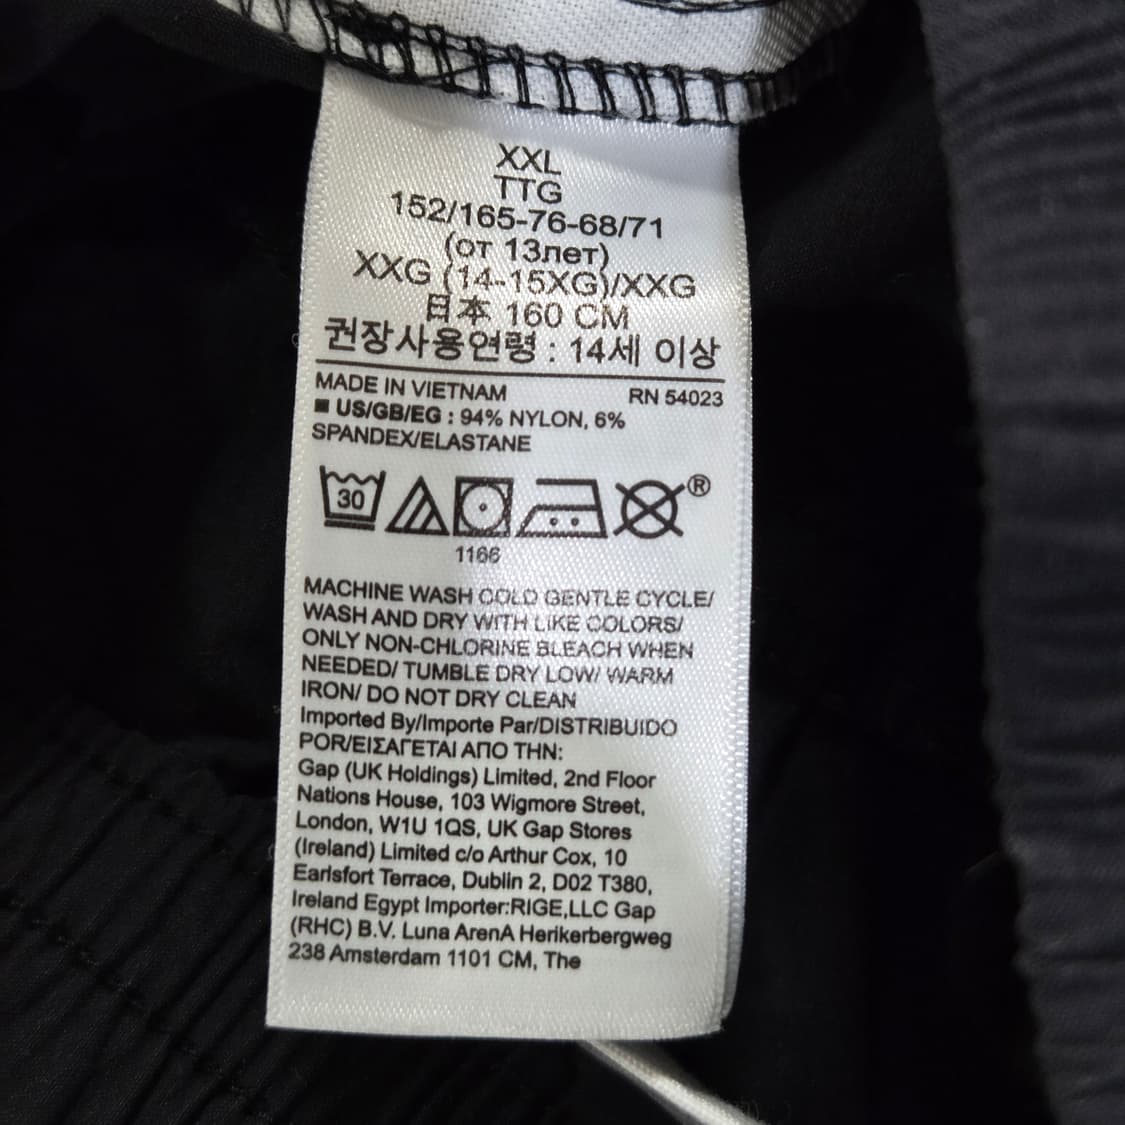 XXL
TTG
152/165-76-68/71
(от 13лет)
XXG (14-15XG)/XXG
日本 160 CM
권장사용연령 : 14세 이상
MADE IN VIETNAM RN 54023
■ US/GB/EG : 94% NYLON, 6%
SPANDEX/ELASTANE
30 ®
1166
MACHINE WASH COLD GENTLE CYCLE/
WASH AND DRY WITH LIKE COLORS/
ONLY NON-CHLORINE BLEACH WHEN
NEEDED/ TUMBLE DRY LOW/ WARM
IRON/ DO NOT DRY CLEAN
Imported By/Importe Par/DISTRIBUIDO
POR/ΕΙΣΑΓΕΤΑΙ ΑΠΟ ΤΗΝ:
Gap (UK Holdings) Limited, 2nd Floor
Nations House, 103 Wigmore Street,
London, W1U 1QS, UK Gap Stores
(Ireland) Limited c/o Arthur Cox, 10
Earlsfort Terrace, Dublin 2, D02 T380,
Ireland Egypt Importer:RIGE,LLC Gap
(RHC) B.V. Luna ArenA Herikerbergweg
238 Amsterdam 1101 CM, The